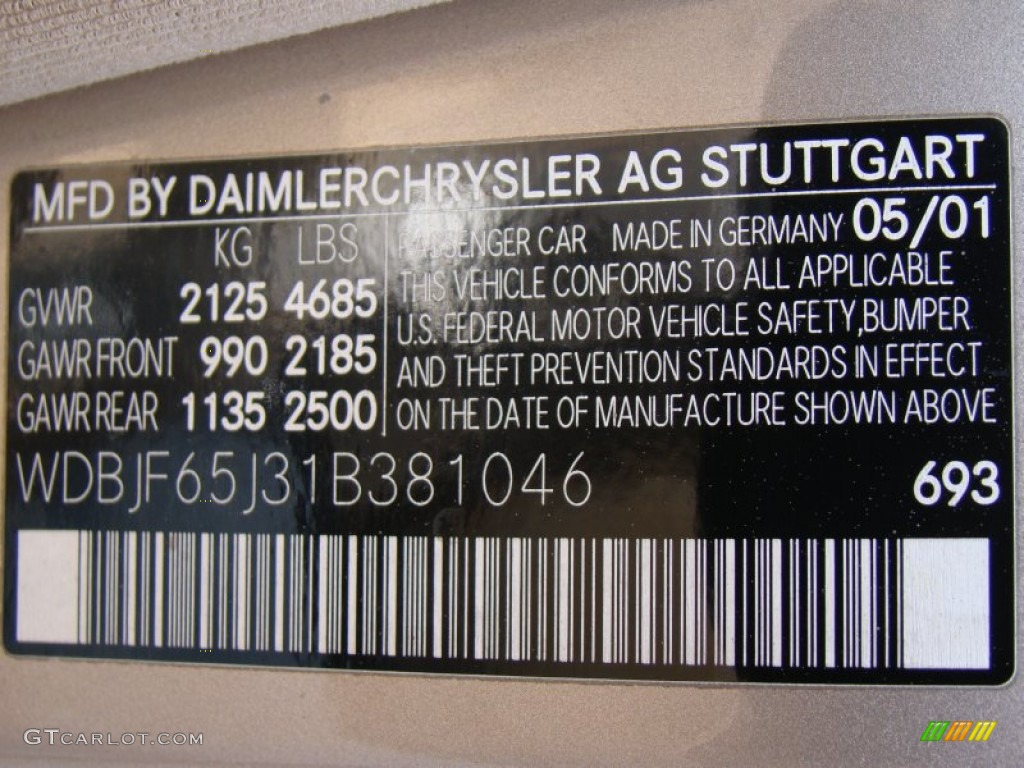 MFD BY DAIMLERCHRYSLER AG STUTTGART
KG LBS
GVWR 2125 4685
GAWR FRONT 990 2185
GAWR REAR 1135 2500
PASSENGER CAR MADE IN GERMANY 05/01
THIS VEHICLE CONFORMS TO ALL APPLICABLE
U.S. FEDERAL MOTOR VEHICLE SAFETY,BUMPER
AND THEFT PREVENTION STANDARDS IN EFFECT
ON THE DATE OF MANUFACTURE SHOWN ABOVE
WDBJF65J31B381046 693
GTCARLOT.COM